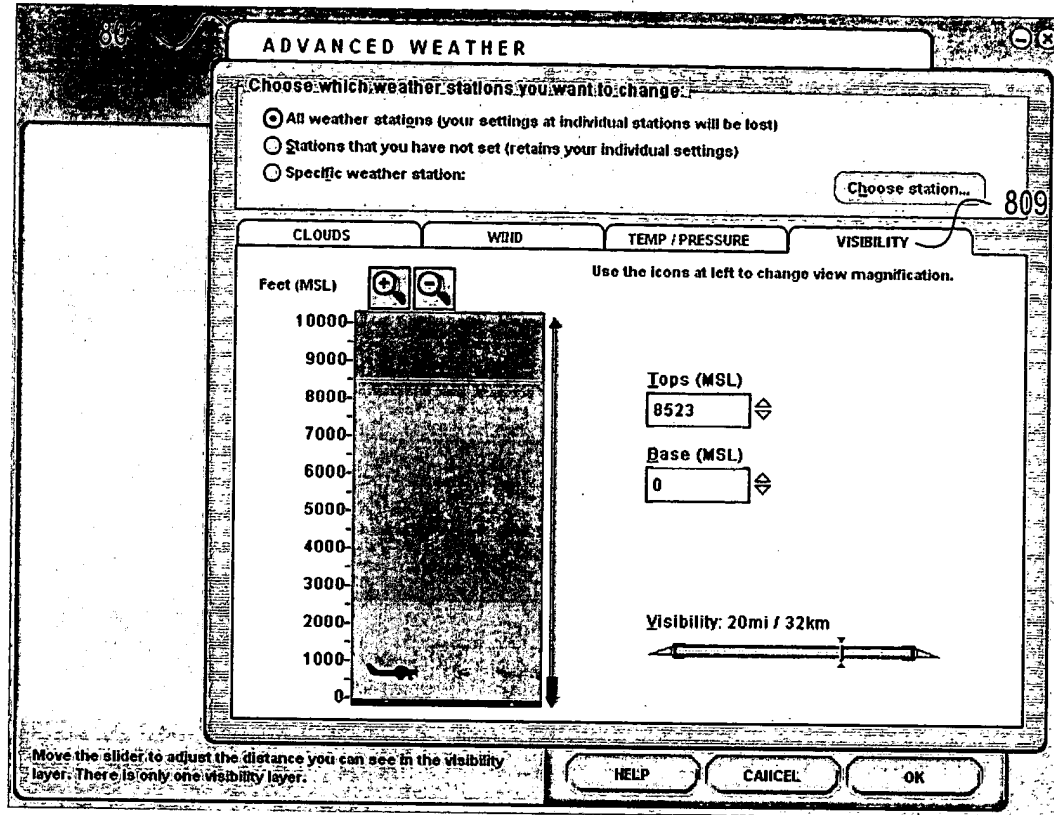 801
ADVANCED WEATHER
Choose which weather stations you want to change:
All weather stations (your settings at individual stations will be lost)
Stations that you have not set (retains your individual settings)
Specific weather station:
Choose station...
809
CLOUDS
WIND
TEMP / PRESSURE
VISIBILITY
Use the icons at left to change view magnification.
Feet (MSL)
10000
9000
8000
7000
6000
5000
4000
3000
2000
1000
0
Tops (MSL)
8523
Base (MSL)
0
Visibility: 20mi / 32km
Move the slider to adjust the distance you can see in the visibility
layer. There is only one visibility layer.
HELP
CANCEL
OK